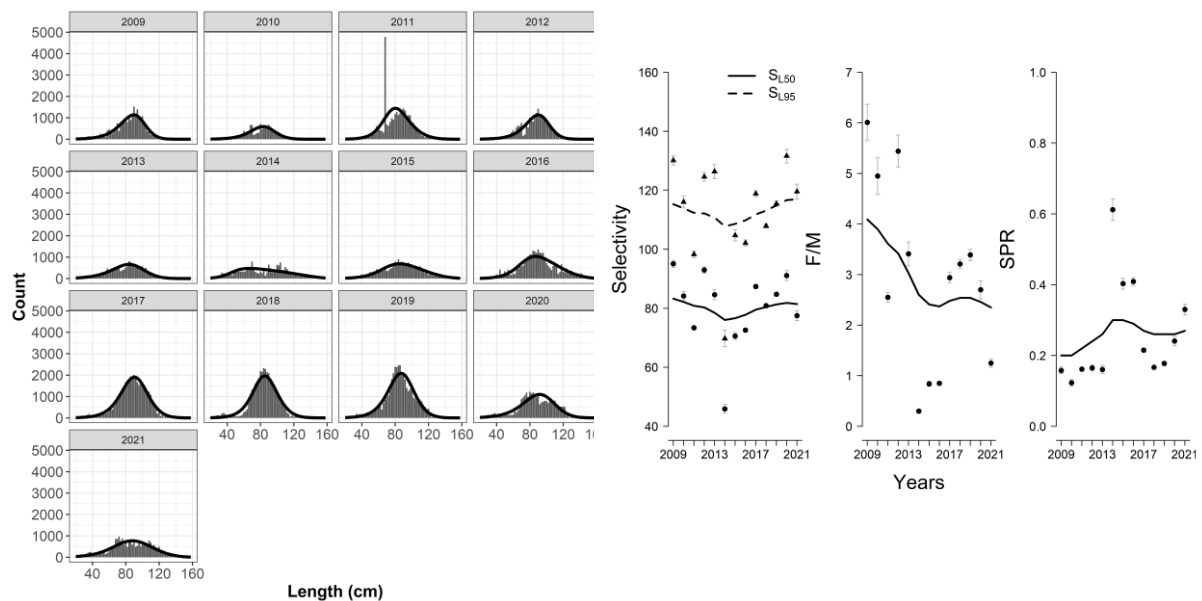 2009 2010 2011 2012
5000
4000
3000
2000
1000
0
2013 2014 2015 2016
5000
4000
3000
2000
1000
0
2017 2018 2019 2020
5000
4000
3000
2000
1000
0
40 80 120 160 40 80 120 160 40 80 120 160
2021
5000
4000
3000
2000
1000
0
40 80 120 160
Count
Length (cm)
S_L50
S_L95
Selectivity
160
140
120
100
80
60
40
2009 2013 2017 2021
F/M
7
6
5
4
3
2
1
0
2009 2013 2017 2021
SPR
1.0
0.8
0.6
0.4
0.2
0.0
2009 2013 2017 2021
Years